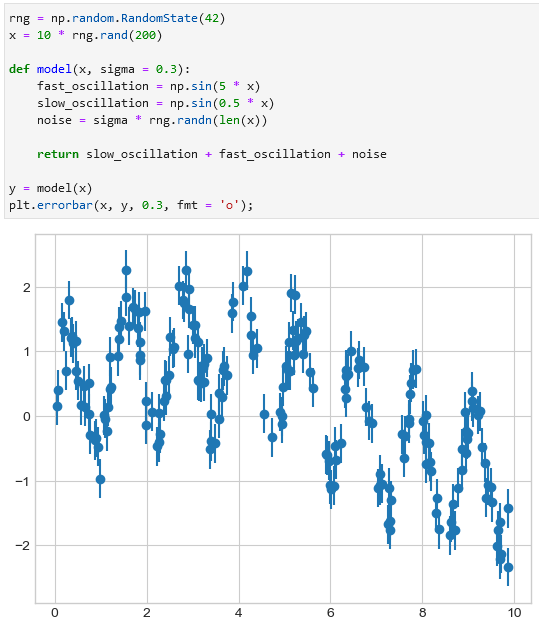 rng = np.random.RandomState(42)
x = 10 * rng.rand(200)
def model(x, sigma = 0.3):
    fast_oscillation = np.sin(5 * x)
    slow_oscillation = np.sin(0.5 * x)
    noise = sigma * rng.randn(len(x))
    return slow_oscillation + fast_oscillation + noise
y = model(x)
plt.errorbar(x, y, 0.3, fmt = 'o');
2
1
0
−1
−2
0 2 4 6 8 10